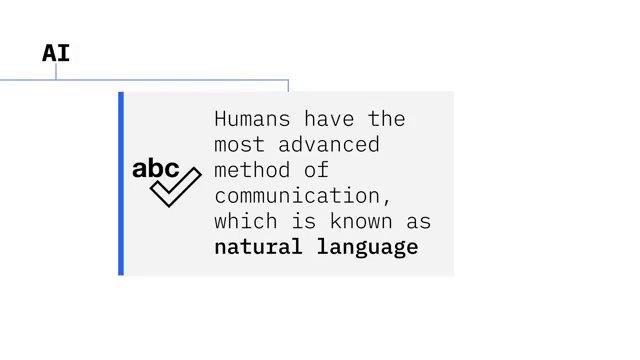 AI
abc
Humans have the
most advanced
method of
communication,
which is known as
natural language